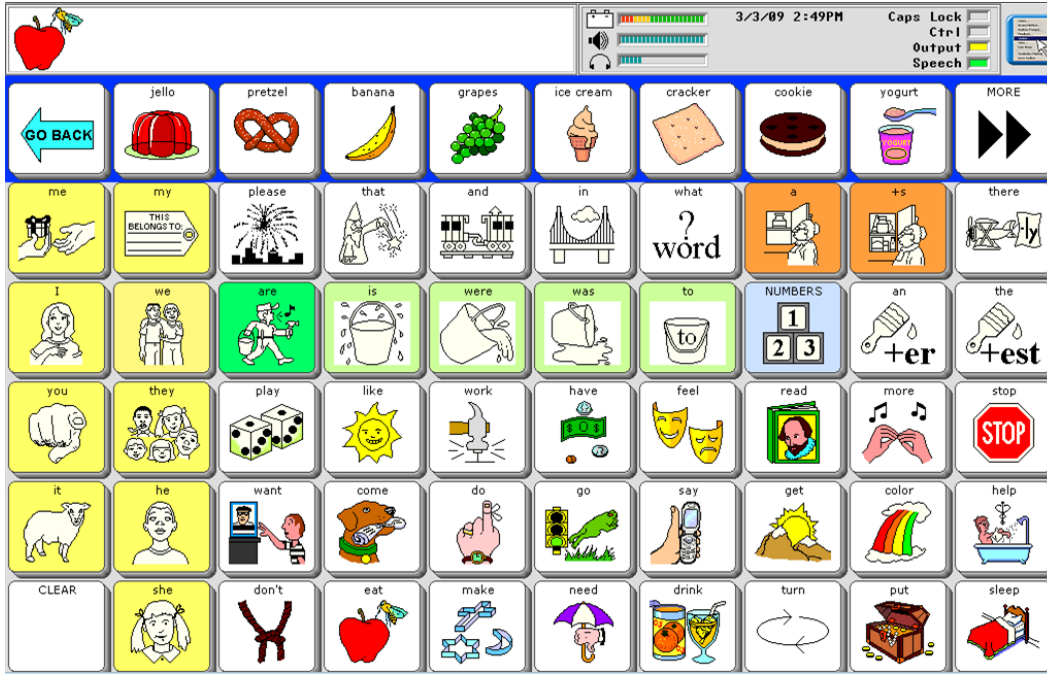 3/3/09 2:49PM
Caps Lock
Ctrl
Output
Speech
GO BACK
jello
pretzel
banana
grapes
ice cream
cracker
cookie
yogurt
YOGURT
MORE
me
my
THIS
BELONGS TO:
please
that
and
in
what
?
word
a
+s
there
-ly
I
we
are
is
were
was
to
to
NUMBERS
1
2 3
an
+er
the
+est
you
they
play
like
work
have
feel
read
more
stop
STOP
it
he
want
come
do
go
say
get
color
help
CLEAR
she
don't
eat
make
need
drink
turn
put
sleep